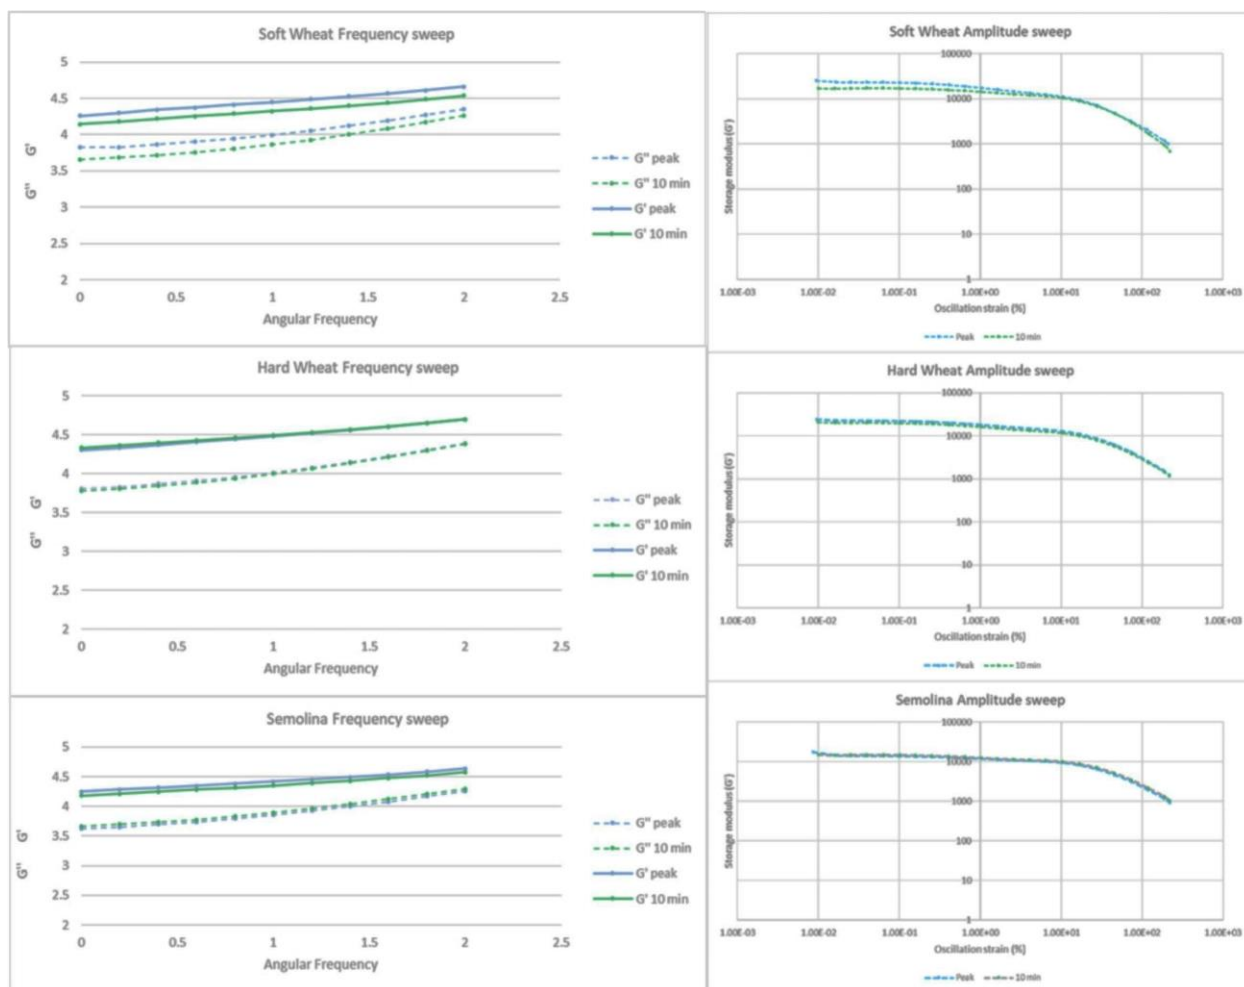 Soft Wheat Frequency sweep
5
4.5
4
3.5
3
2.5
2
G'' G'
0 0.5 1 1.5 2 2.5
Angular Frequency
G'' peak
G'' 10 min
G' peak
G' 10 min
Soft Wheat Amplitude sweep
100000
10000
1000
100
10
1
Storage modulus (G')
1.00E-03 1.00E-02 1.00E-01 1.00E+00 1.00E+01 1.00E+02 1.00E+03
Oscillation strain (%)
Peak 10 min
Hard Wheat Frequency sweep
5
4.5
4
3.5
3
2.5
2
G'' G'
0 0.5 1 1.5 2 2.5
Angular Frequency
G'' peak
G'' 10 min
G' peak
G' 10 min
Hard Wheat Amplitude sweep
100000
10000
1000
100
10
1
Storage modulus (G')
1.00E-03 1.00E-02 1.00E-01 1.00E+00 1.00E+01 1.00E+02 1.00E+03
Oscillation strain (%)
Peak 10 min
Semolina Frequency sweep
5
4.5
4
3.5
3
2.5
2
G'' G'
0 0.5 1 1.5 2 2.5
Angular Frequency
G'' peak
G'' 10 min
G' peak
G' 10 min
Semolina Amplitude sweep
100000
10000
1000
100
10
1
Storage modulus (G')
1.00E-03 1.00E-02 1.00E-01 1.00E+00 1.00E+01 1.00E+02 1.00E+03
Oscillation strain (%)
Peak 10 min